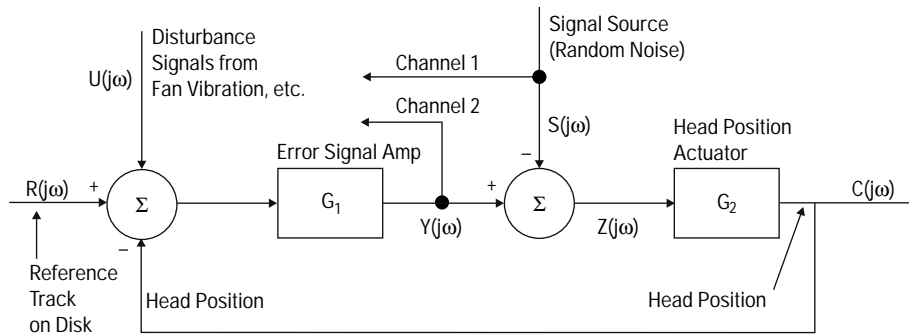 Disturbance
Signals from
Fan Vibration, etc.
U(jω)
Signal Source
(Random Noise)
Channel 1
Channel 2
S(jω)
–
Error Signal Amp
Head Position
Actuator
R(jω)
+
Σ
G1
+
Σ
G2
C(jω)
Y(jω)
Z(jω)
–
Reference
Track
on Disk
Head Position
Head Position